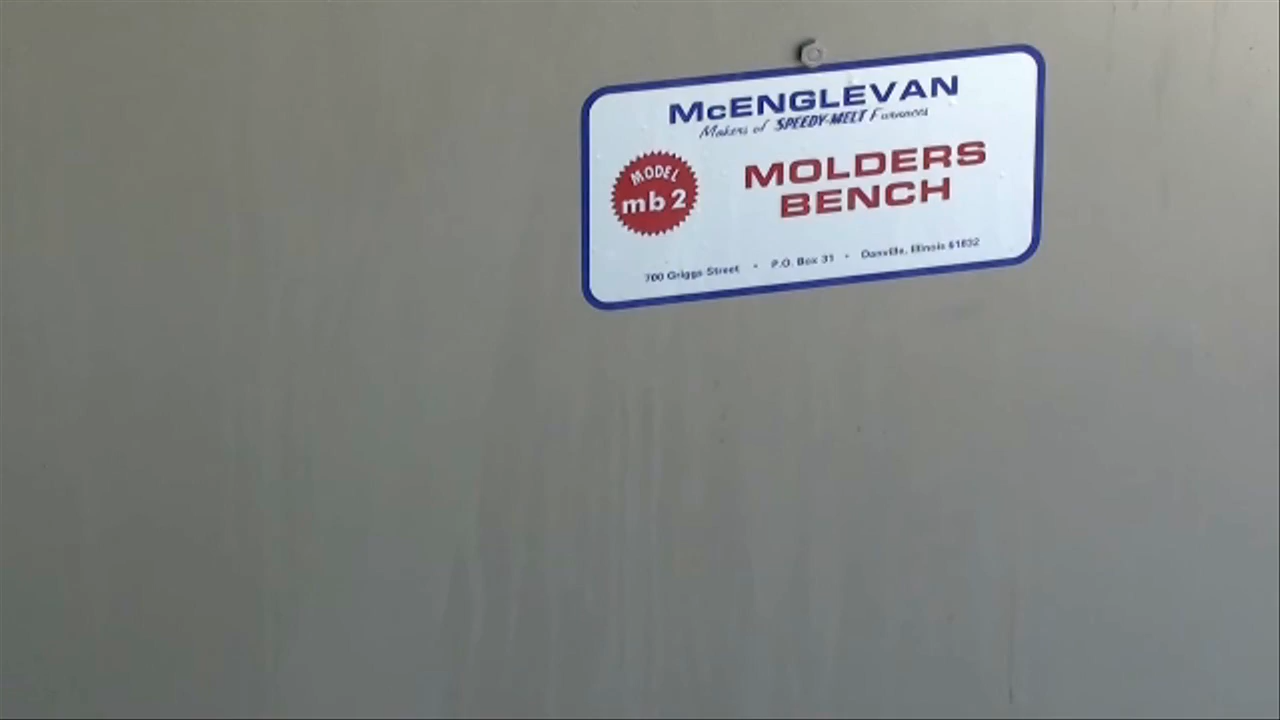 McENGLEVAN
Makers of SPEEDY-MELT Furnaces
MODEL
mb2
MOLDERS
BENCH
700 Griggs Street • P.O. Box 31 • Danville, Illinois 61832